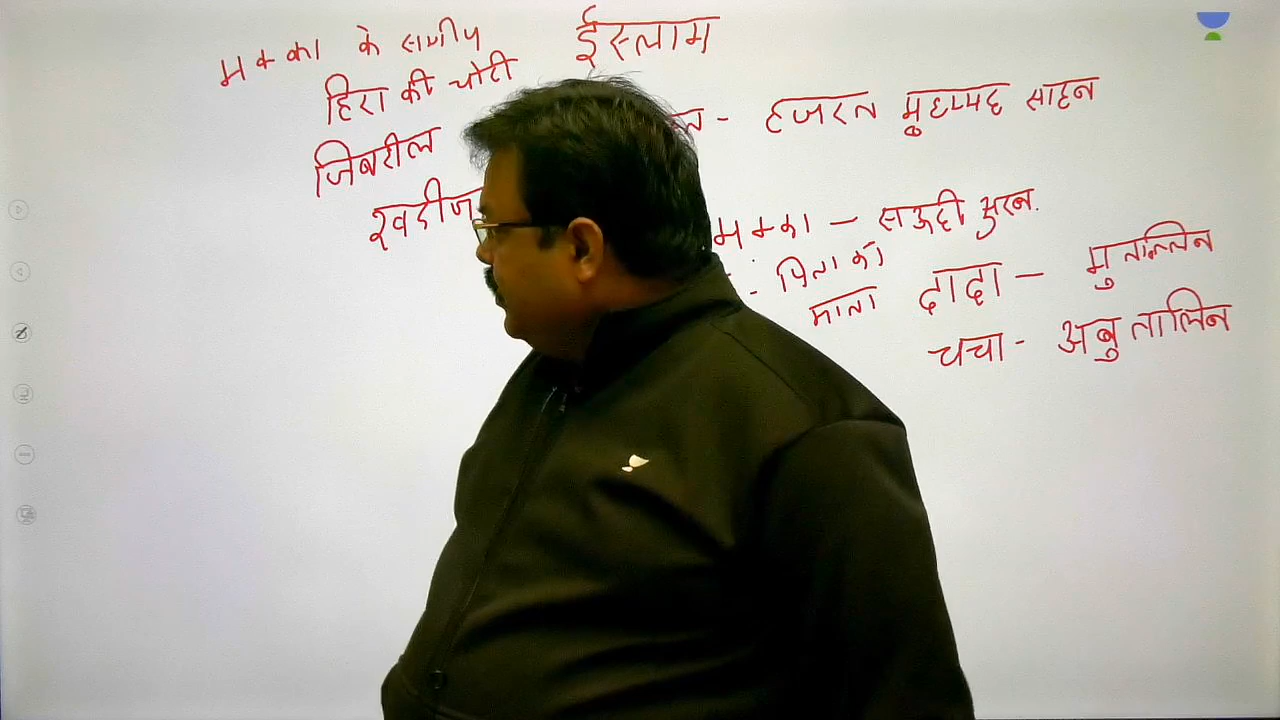 ईस्लाम
मक्का के समीप
हिरा की चोटी
जिबरील
हजरत मुहम्मद साहब
मक्का - सऊदी अरब.
पिता की
माता
दादा - मुतल्लिब
चचा - अबु तालिब